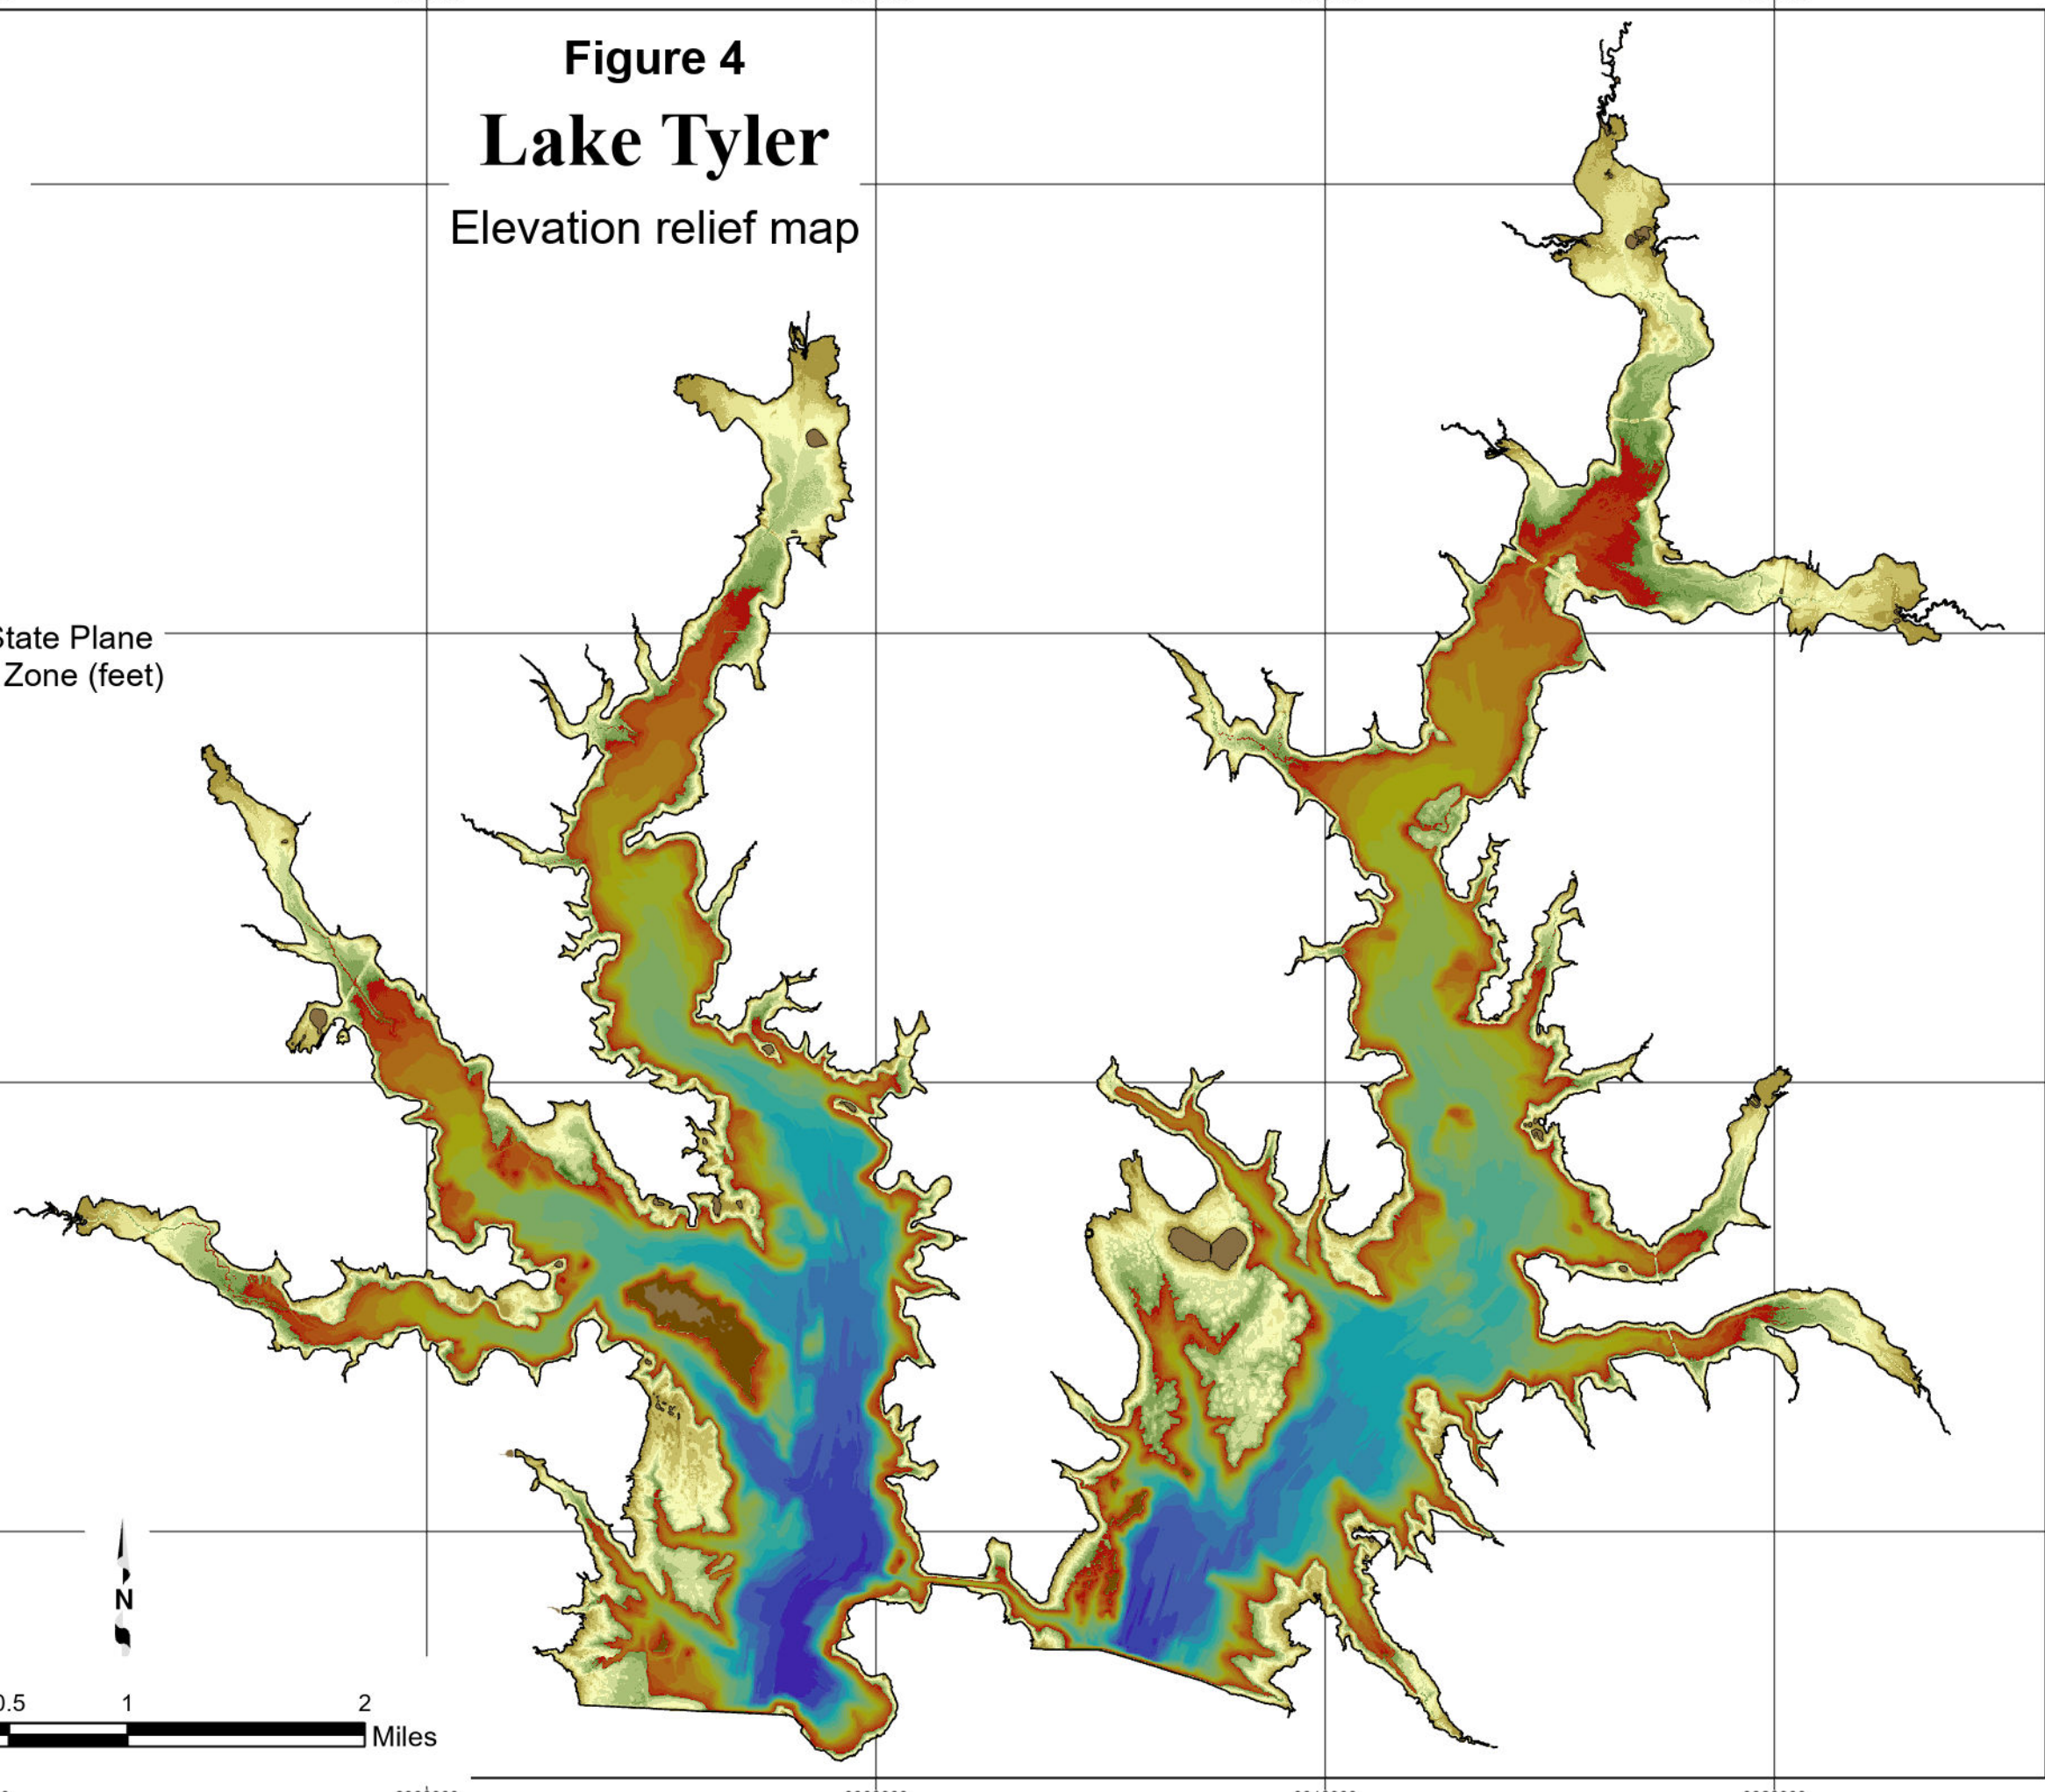 Figure 4
Lake Tyler
Elevation relief map
State Plane
Zone (feet)
N
0.5 1 2
Miles